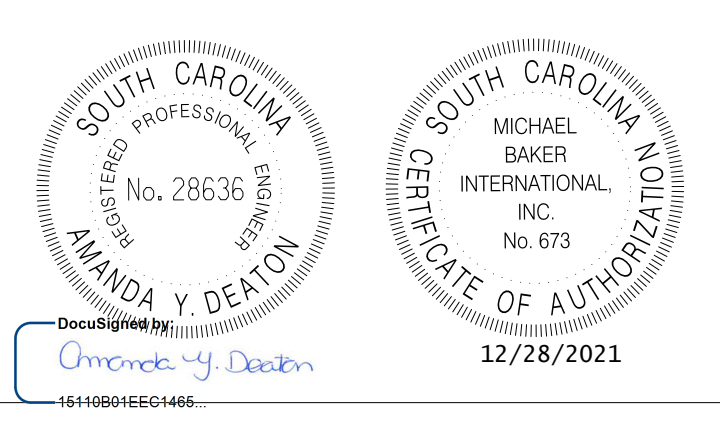 SOUTH CAROLINA
REGISTERED PROFESSIONAL ENGINEER
No. 28636
AMANDA Y. DEATON
DocuSigned by:
Amanda Y. Deaton
15110B01EEC1465...
SOUTH CAROLINA
MICHAEL
BAKER
INTERNATIONAL,
INC.
No. 673
CERTIFICATE OF AUTHORIZATION
12/28/2021